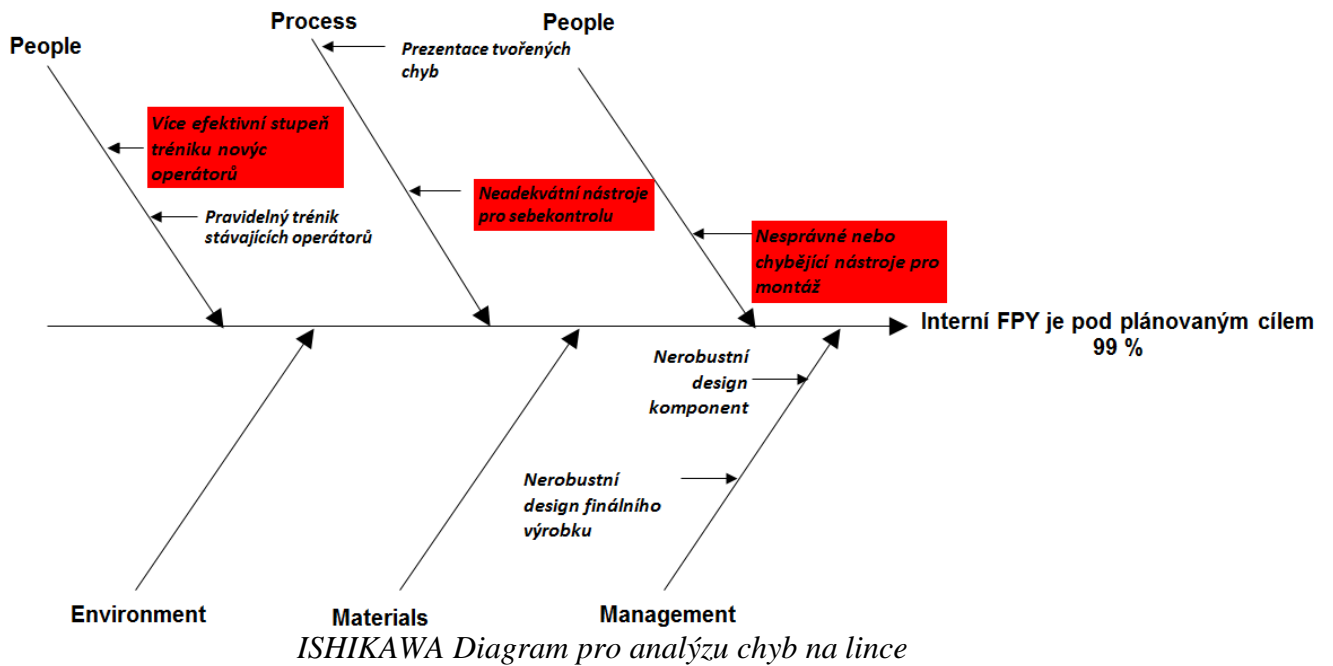 People
Process
People
Prezentace tvořených
chyb
Více efektivní stupeň
tréniku novýc
operátorů
Pravidelný trénik
stávajících operátorů
Neadekvátní nástroje
pro sebekontrolu
Nesprávné nebo
chybějící nástroje pro
montáž
Interní FPY je pod plánovaným cílem
99 %
Nerobustní
design
komponent
Nerobustní
design finálního
výrobku
Environment
Materials
Management
ISHIKAWA Diagram pro analýzu chyb na lince